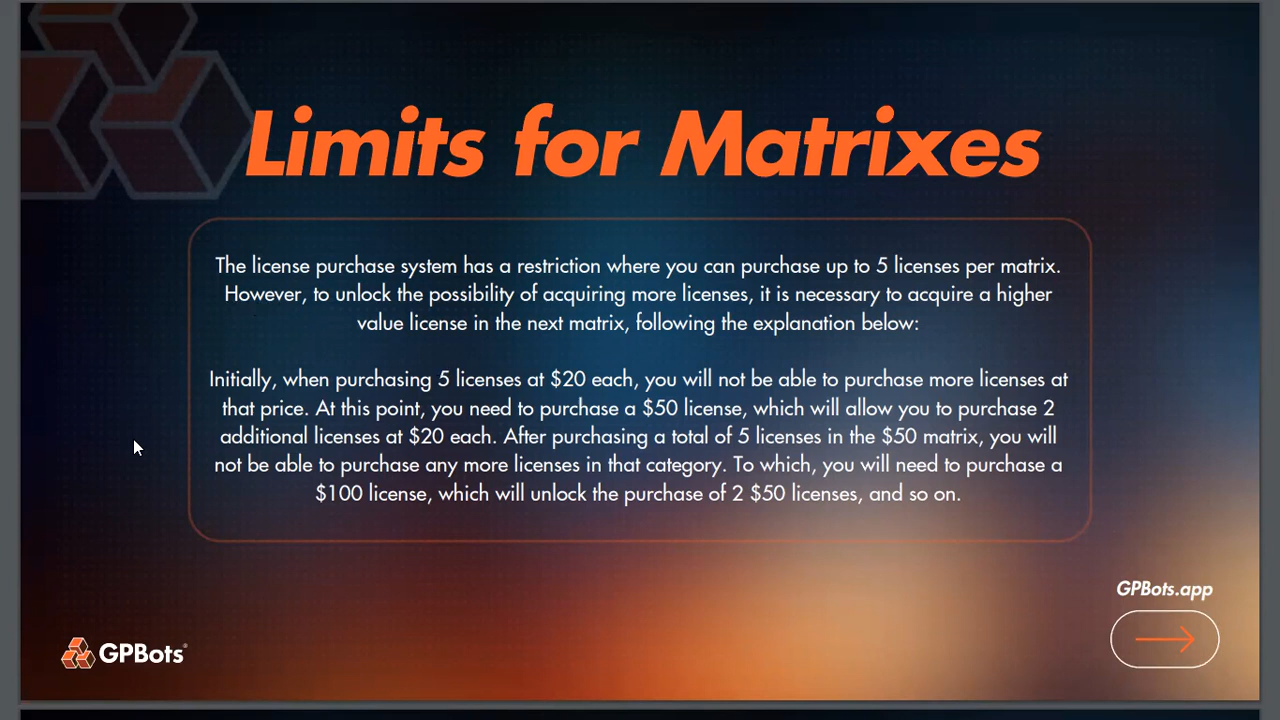 Limits for Matrixes
The license purchase system has a restriction where you can purchase up to 5 licenses per matrix.
However, to unlock the possibility of acquiring more licenses, it is necessary to acquire a higher
value license in the next matrix, following the explanation below:
Initially, when purchasing 5 licenses at $20 each, you will not be able to purchase more licenses at
that price. At this point, you need to purchase a $50 license, which will allow you to purchase 2
additional licenses at $20 each. After purchasing a total of 5 licenses in the $50 matrix, you will
not be able to purchase any more licenses in that category. To which, you will need to purchase a
$100 license, which will unlock the purchase of 2 $50 licenses, and so on.
GPBots.app
GPBots®